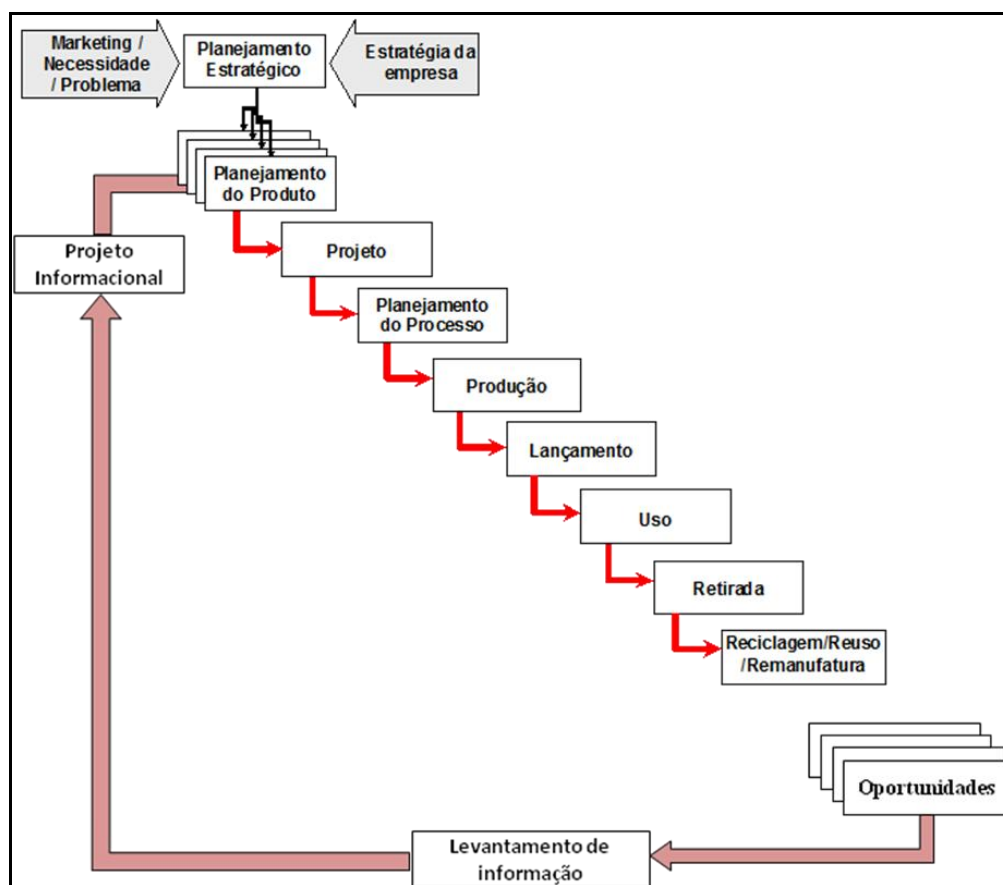 Marketing /
Necessidade
/ Problema
Planejamento
Estratégico
Estratégia da
empresa
Planejamento
do Produto
Projeto
Informacional
Projeto
Planejamento
do Processo
Produção
Lançamento
Uso
Retirada
Reciclagem/Reuso
/Remanufatura
Oportunidades
Levantamento de
informação